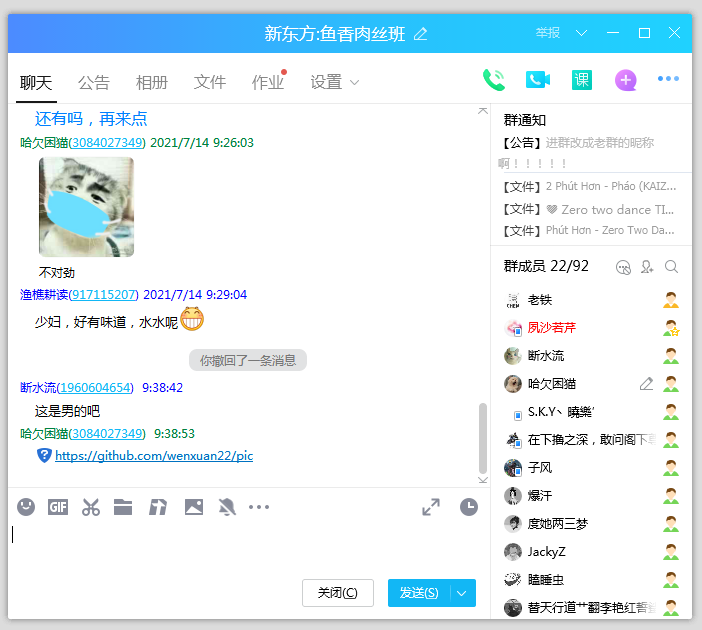 新东方:鱼香肉丝班
举报
聊天
公告
相册
文件
作业
设置
课
还有吗，再来点
哈欠困猫(3084027349) 2021/7/14 9:26:03
不对劲
渔樵耕读(917115207) 2021/7/14 9:29:04
少妇，好有味道，水水呢
你撤回了一条消息
断水流(1960604654) 9:38:42
这是男的吧
哈欠困猫(3084027349) 9:38:53
https://github.com/wenxuan22/pic
GIF
关闭(C)
发送(S)
群通知
【公告】进群改成老群的昵称
啊！！！！！
【文件】2 Phút Hơn - Pháo (KAIZ...
【文件】 Zero two dance TI...
【文件】Phút Hơn - Zero Two Da...
群成员 22/92
老铁
夙沙若芹
断水流
哈欠困猫
S.K.Y丶曉樂′
在下擼之深，敢问阁下
子风
爆汗
度她两三梦
JackyZ
瞌睡虫
替天行道艹翻李艳红